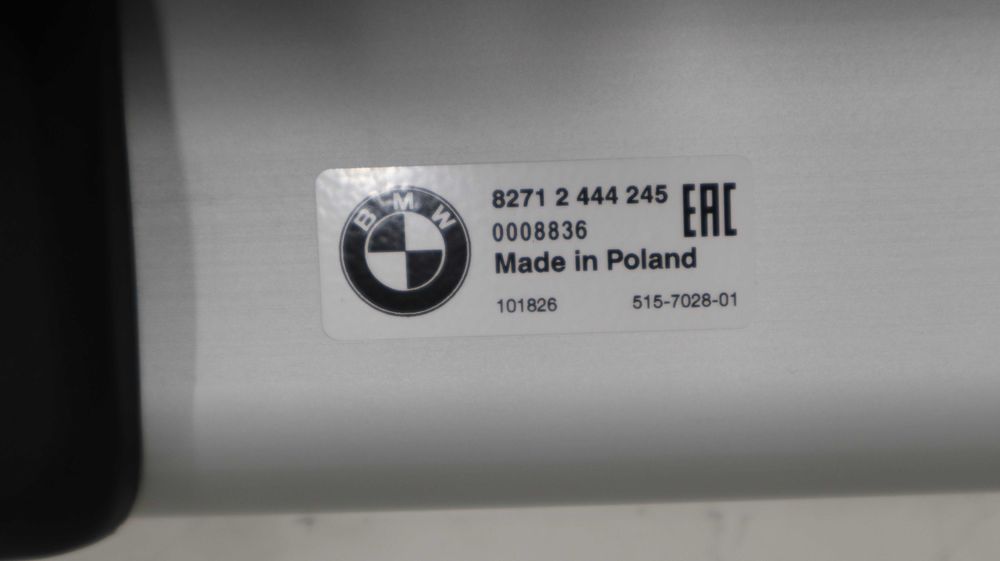 BMW
8271 2 444 245
EAC
0008836
Made in Poland
101826 515-7028-01